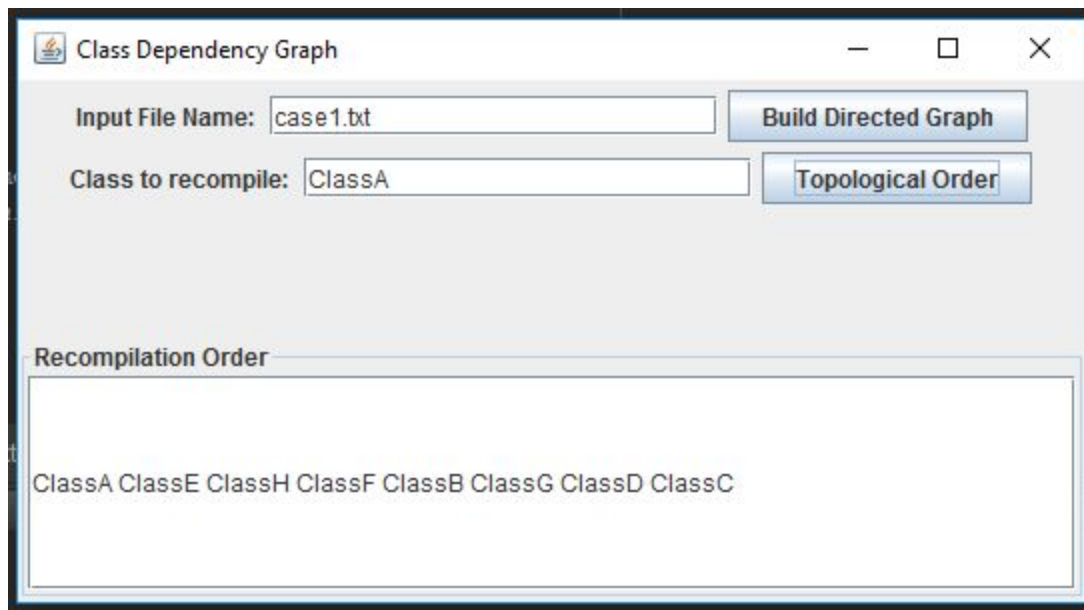 Class Dependency Graph
Input File Name: case1.txt Build Directed Graph
Class to recompile: ClassA Topological Order
Recompilation Order
ClassA ClassE ClassH ClassF ClassB ClassG ClassD ClassC